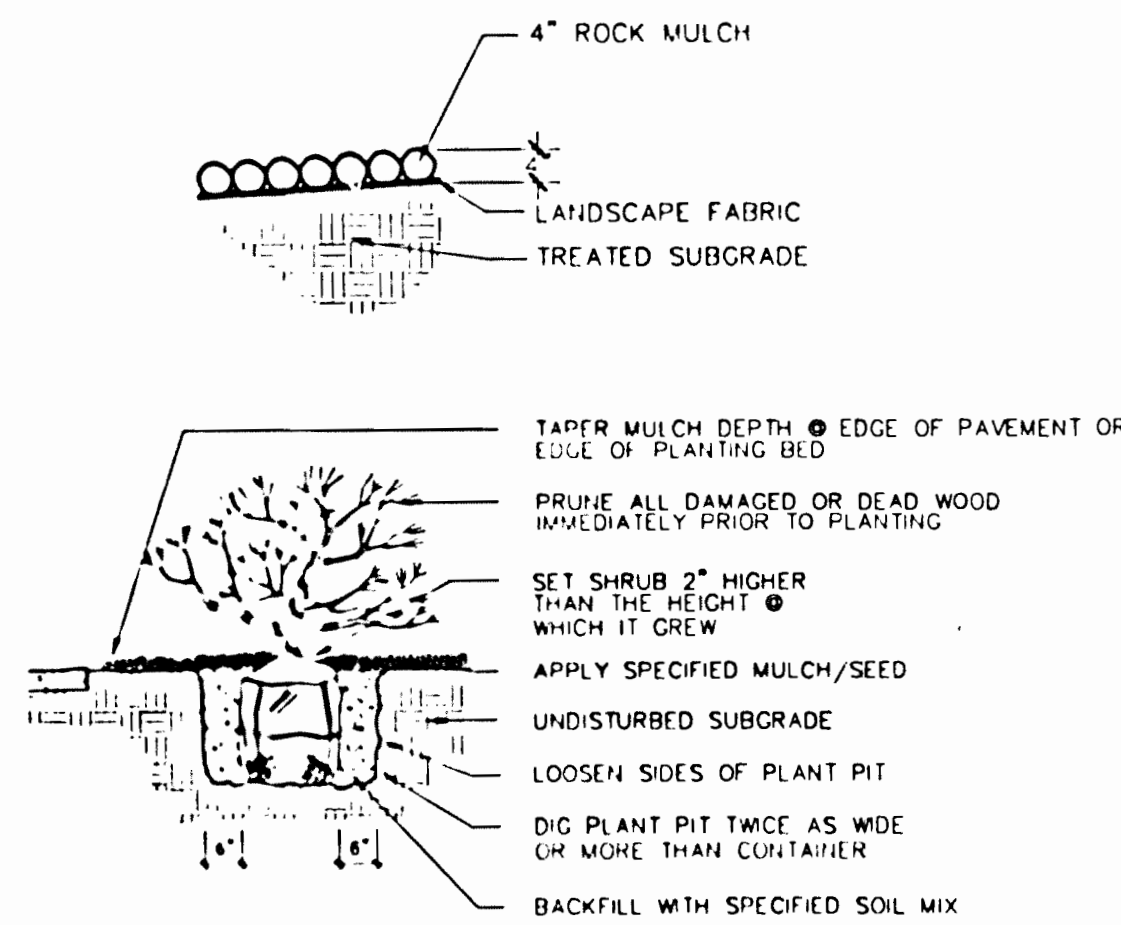 4" ROCK MULCH
LANDSCAPE FABRIC
TREATED SUBGRADE
TAPER MULCH DEPTH @ EDGE OF PAVEMENT OR
EDGE OF PLANTING BED
PRUNE ALL DAMAGED OR DEAD WOOD
IMMEDIATELY PRIOR TO PLANTING
SET SHRUB 2" HIGHER
THAN THE HEIGHT @
WHICH IT GREW
APPLY SPECIFIED MULCH/SEED
UNDISTURBED SUBGRADE
LOOSEN SIDES OF PLANT PIT
DIG PLANT PIT TWICE AS WIDE
OR MORE THAN CONTAINER
6" 6"
BACKFILL WITH SPECIFIED SOIL MIX